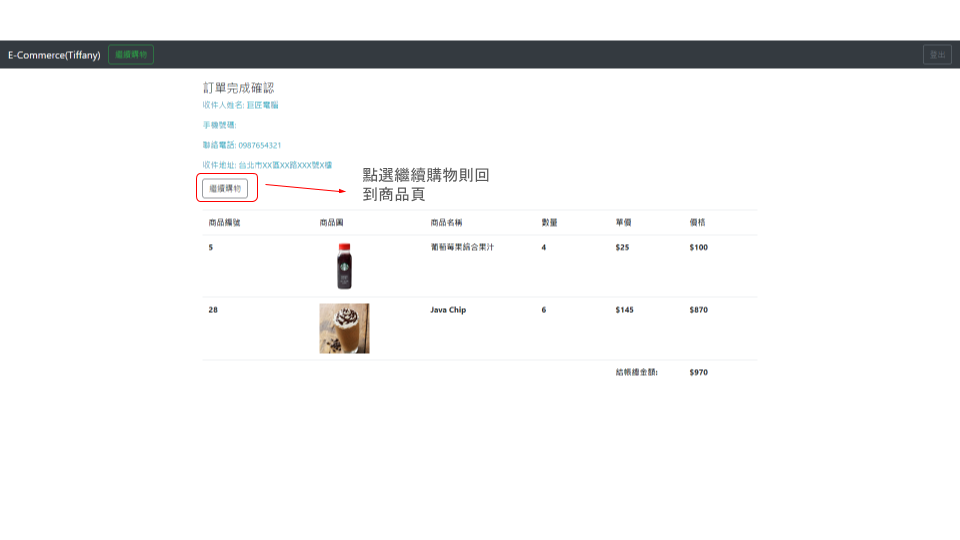 E-Commerce(Tiffany) 繼續購物 登出
訂單完成確認
收件人姓名: 巨匠電腦
手機號碼:
聯絡電話: 0987654321
收件地址: 台北市XX區XX路XXX號X樓
繼續購物
點選繼續購物則回
到商品頁
商品編號 商品圖 商品名稱 數量 單價 價格
5 葡萄莓果綜合果汁 4 $25 $100
28 Java Chip 6 $145 $870
結帳總金額: $970